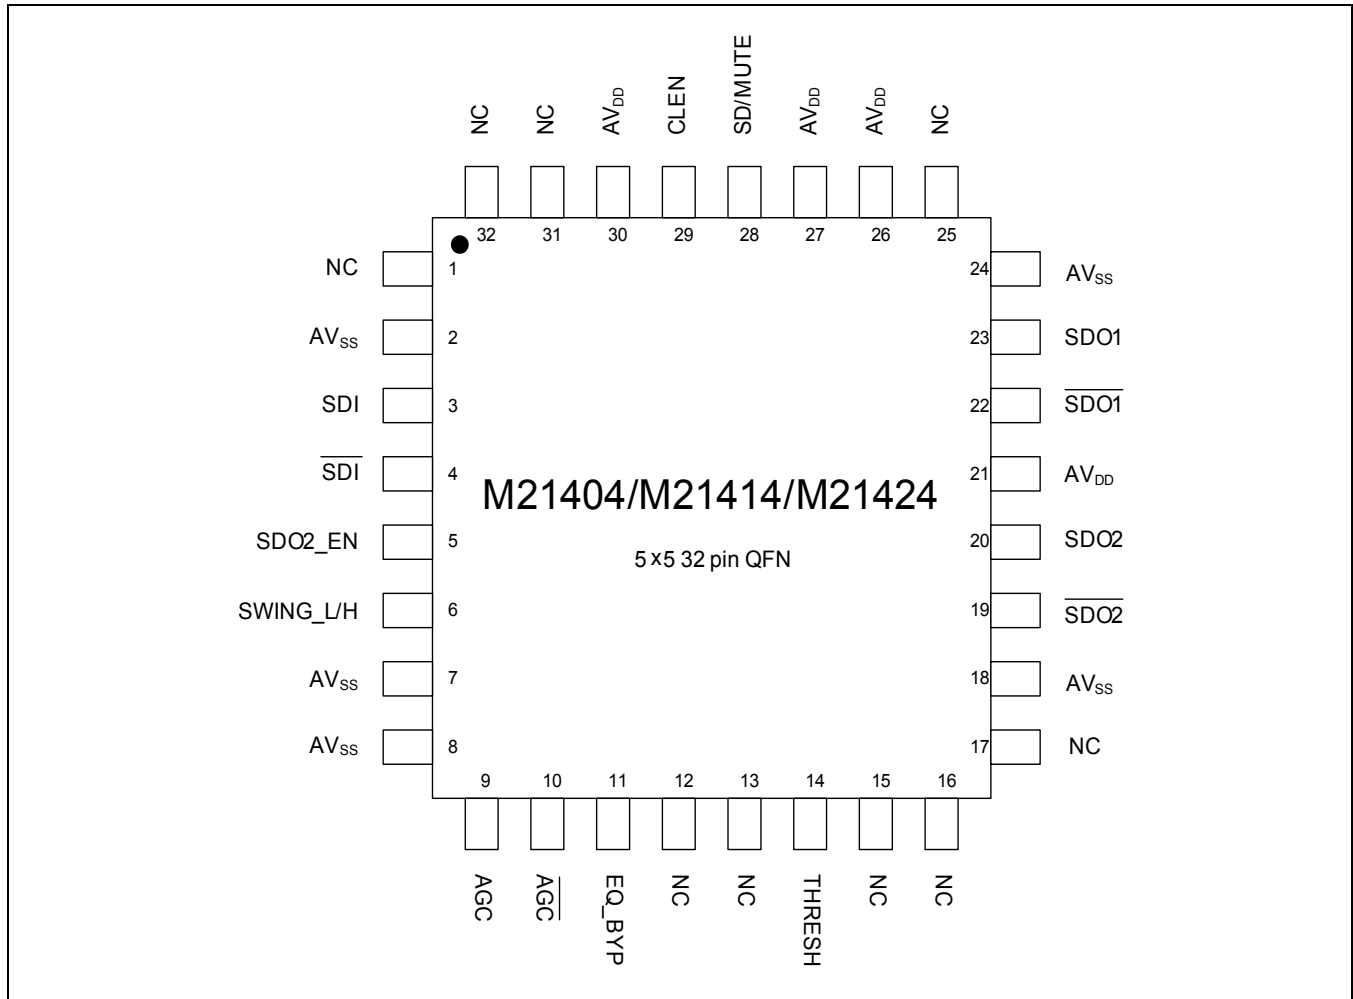 NC
NC
AVDD
CLEN
SD/MUTE
AVDD
AVDD
NC
32
31
30
29
28
27
26
25
NC
1
24
AVSS
AVSS
2
23
SDO1
SDI
3
22
SDO1
SDI
4
21
AVDD
M21404/M21414/M21424
SDO2_EN
5
20
SDO2
5x5 32 pin QFN
SWING_L/H
6
19
SDO2
AVSS
7
18
AVSS
AVSS
8
17
NC
9
10
11
12
13
14
15
16
AGC
AGC
EQ_BYP
NC
NC
THRESH
NC
NC